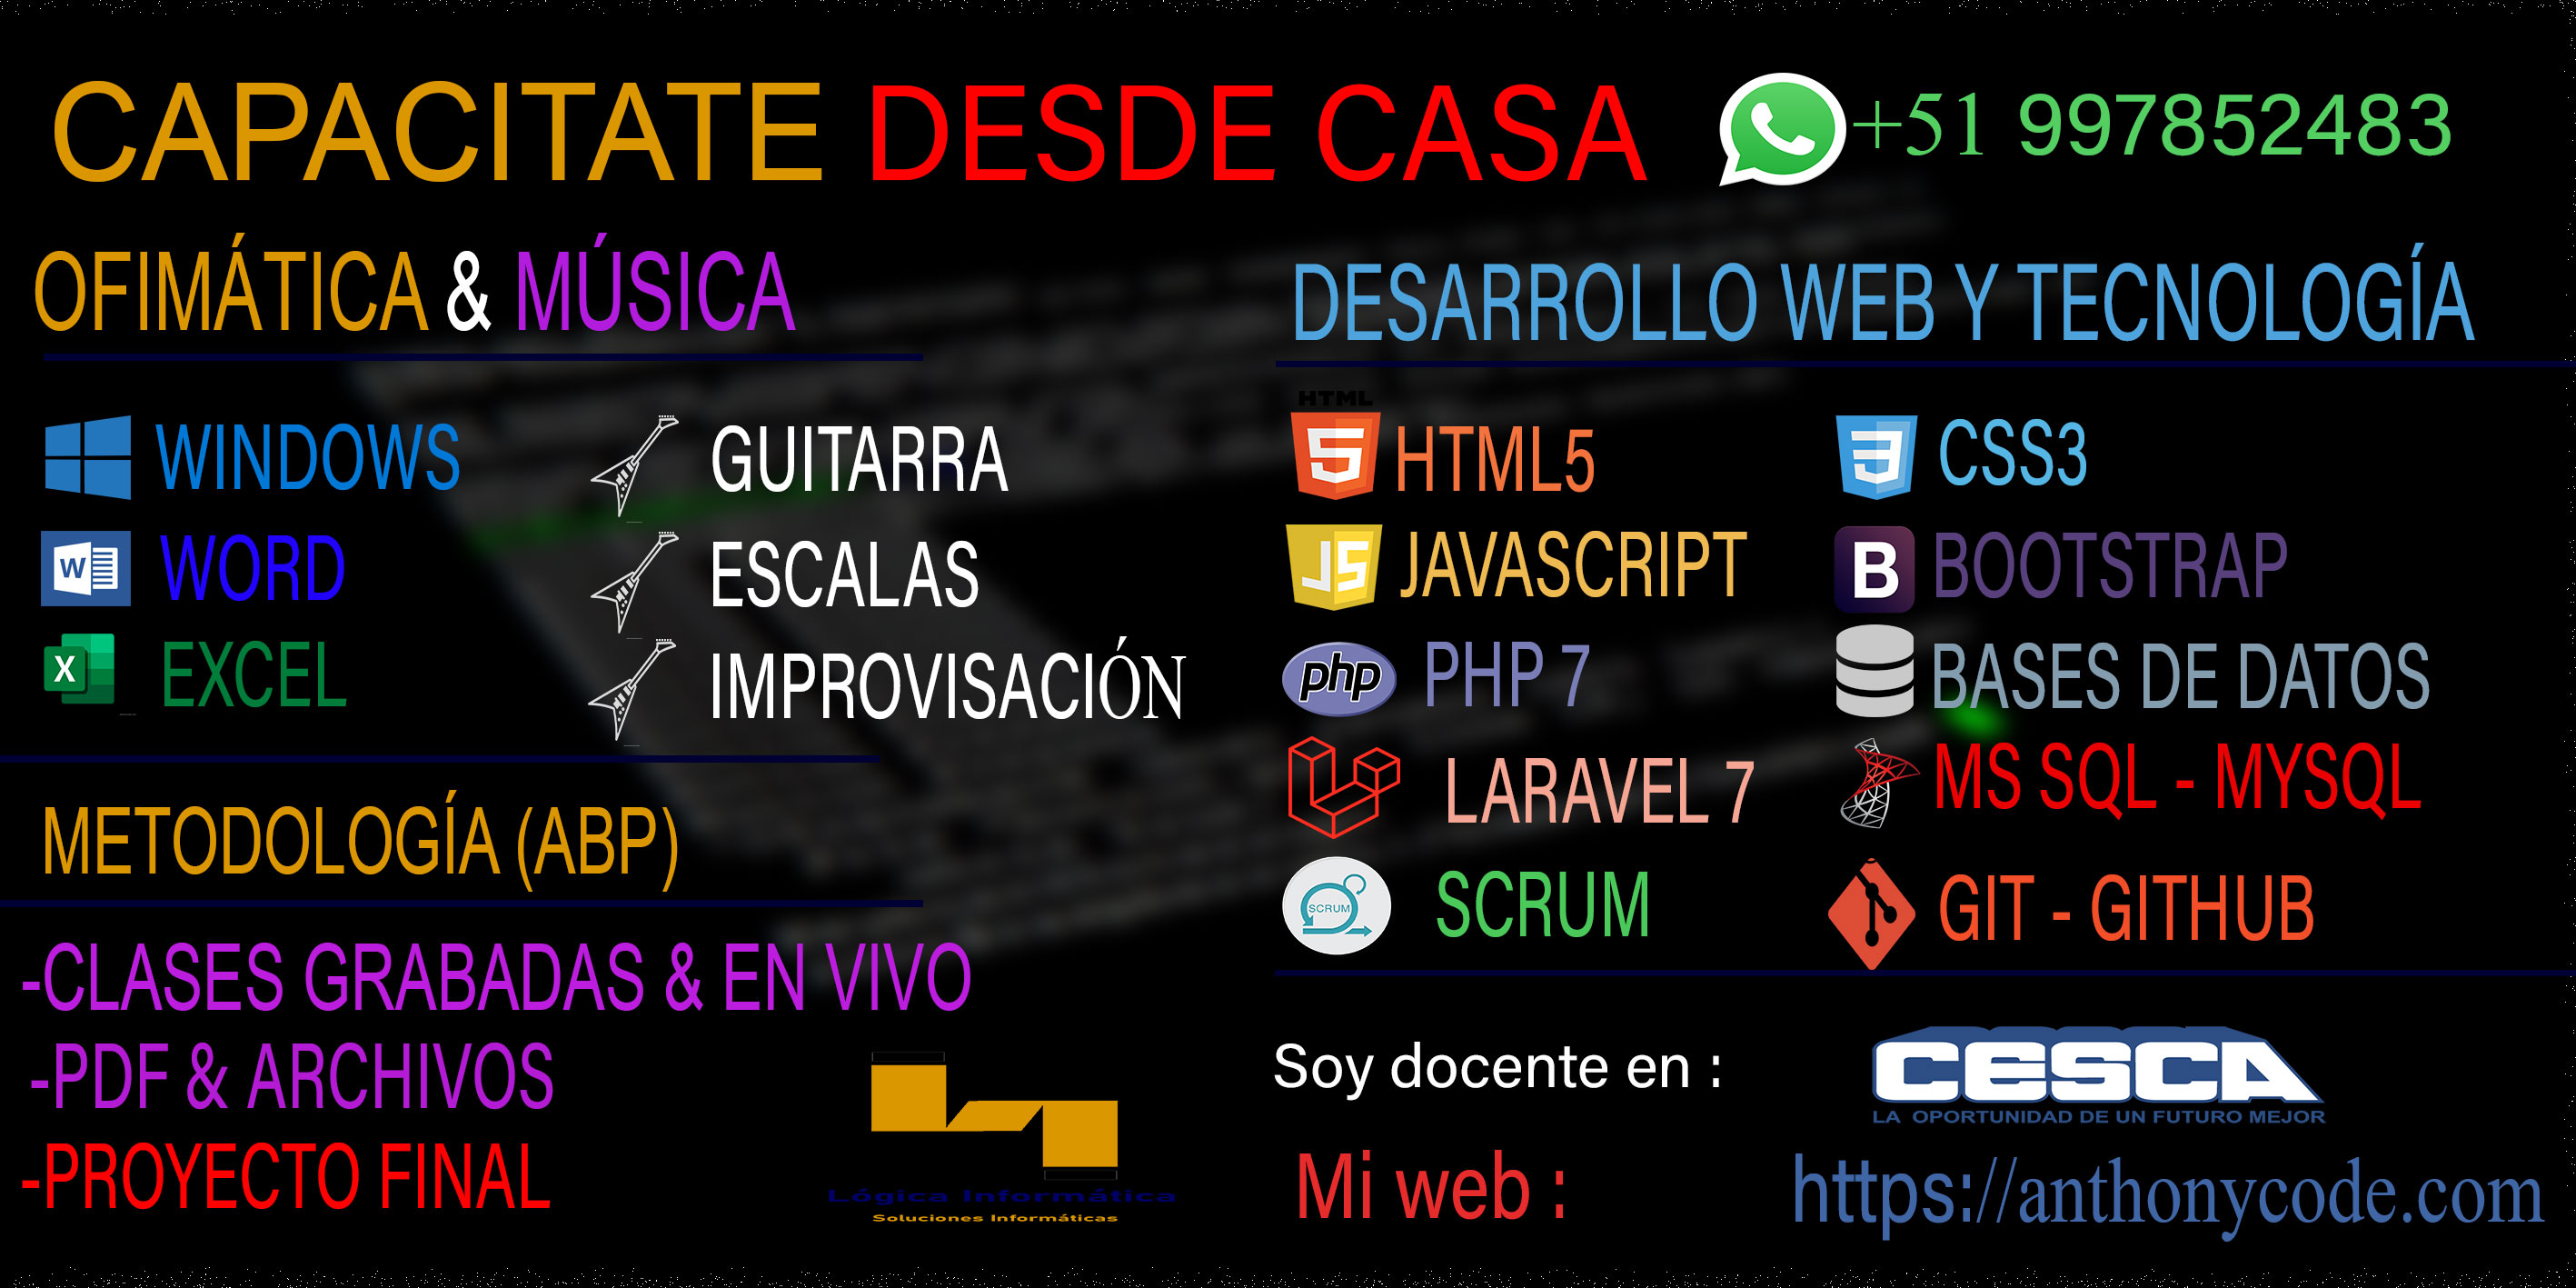 CAPACITATE DESDE CASA +51 997852483
OFIMÁTICA & MÚSICA
WINDOWS
GUITARRA
W WORD
ESCALAS
X EXCEL
IMPROVISACIÓN
METODOLOGÍA (ABP)
-CLASES GRABADAS & EN VIVO
-PDF & ARCHIVOS
-PROYECTO FINAL
Lógica Informática
Soluciones Informáticas
DESARROLLO WEB Y TECNOLOGÍA
HTML
5 HTML5
3 CSS3
JS JAVASCRIPT
B BOOTSTRAP
php PHP 7
BASES DE DATOS
LARAVEL 7
MS SQL - MYSQL
SCRUM SCRUM
GIT - GITHUB
Soy docente en :
CESCA
LA OPORTUNIDAD DE UN FUTURO MEJOR
Mi web : https://anthonycode.com